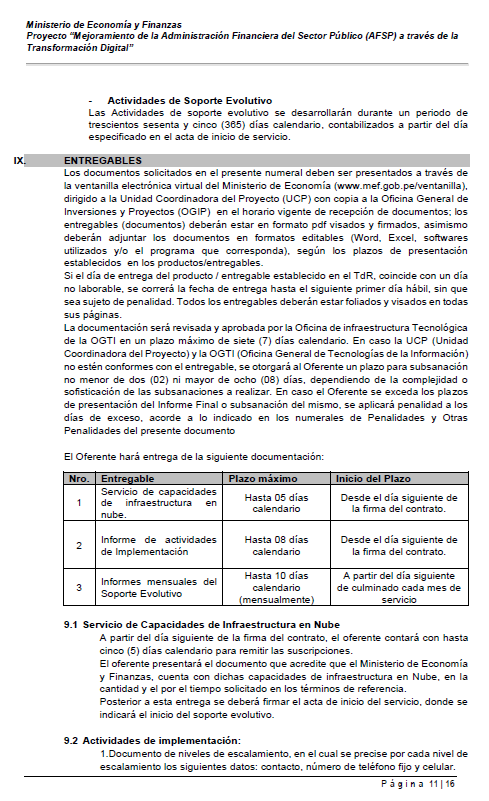 Ministerio de Economía y Finanzas
Proyecto “Mejoramiento de la Administración Financiera del Sector Público (AFSP) a través de la
Transformación Digital”
- Actividades de Soporte Evolutivo
Las Actividades de soporte evolutivo se desarrollarán durante un periodo de
trescientos sesenta y cinco (365) días calendario, contabilizados a partir del día
especificado en el acta de inicio de servicio.
IX. ENTREGABLES
Los documentos solicitados en el presente numeral deben ser presentados a través de
la ventanilla electrónica virtual del Ministerio de Economía (www.mef.gob.pe/ventanilla),
dirigido a la Unidad Coordinadora del Proyecto (UCP) con copia a la Oficina General de
Inversiones y Proyectos (OGIP) en el horario vigente de recepción de documentos; los
entregables (documentos) deberán estar en formato pdf visados y firmados, asimismo
deberán adjuntar los documentos en formatos editables (Word, Excel, softwares
utilizados y/o el programa que corresponda), según los plazos de presentación
establecidos en los productos/entregables.
Si el día de entrega del producto / entregable establecido en el TdR, coincide con un día
no laborable, se correrá la fecha de entrega hasta el siguiente primer día hábil, sin que
sea sujeto de penalidad. Todos los entregables deberán estar foliados y visados en todas
sus páginas.
La documentación será revisada y aprobada por la Oficina de infraestructura Tecnológica
de la OGTI en un plazo máximo de siete (7) días calendario. En caso la UCP (Unidad
Coordinadora del Proyecto) y la OGTI (Oficina General de Tecnologías de la Información)
no estén conformes con el entregable, se otorgará al Oferente un plazo para subsanación
no menor de dos (02) ni mayor de ocho (08) días, dependiendo de la complejidad o
sofisticación de las subsanaciones a realizar. En caso el Oferente se exceda los plazos
de presentación del Informe Final o subsanación del mismo, se aplicará penalidad a los
días de exceso, acorde a lo indicado en los numerales de Penalidades y Otras
Penalidades del presente documento
El Oferente hará entrega de la siguiente documentación:
Nro. Entregable Plazo máximo Inicio del Plazo
1 Servicio de capacidades de infraestructura en nube. Hasta 05 días calendario Desde el día siguiente de la firma del contrato.
2 Informe de actividades de Implementación Hasta 08 días calendario Desde el día siguiente de la firma del contrato.
3 Informes mensuales del Soporte Evolutivo Hasta 10 días calendario (mensualmente) A partir del día siguiente de culminado cada mes de servicio
9.1 Servicio de Capacidades de Infraestructura en Nube
A partir del día siguiente de la firma del contrato, el oferente contará con hasta
cinco (5) días calendario para remitir las suscripciones.
El oferente presentará el documento que acredite que el Ministerio de Economía
y Finanzas, cuenta con dichas capacidades de infraestructura en Nube, en la
cantidad y el por el tiempo solicitado en los términos de referencia.
Posterior a esta entrega se deberá firmar el acta de inicio del servicio, donde se
indicará el inicio del soporte evolutivo.
9.2 Actividades de implementación:
1.Documento de niveles de escalamiento, en el cual se precise por cada nivel de
escalamiento los siguientes datos: contacto, número de teléfono fijo y celular.
Página 11|16